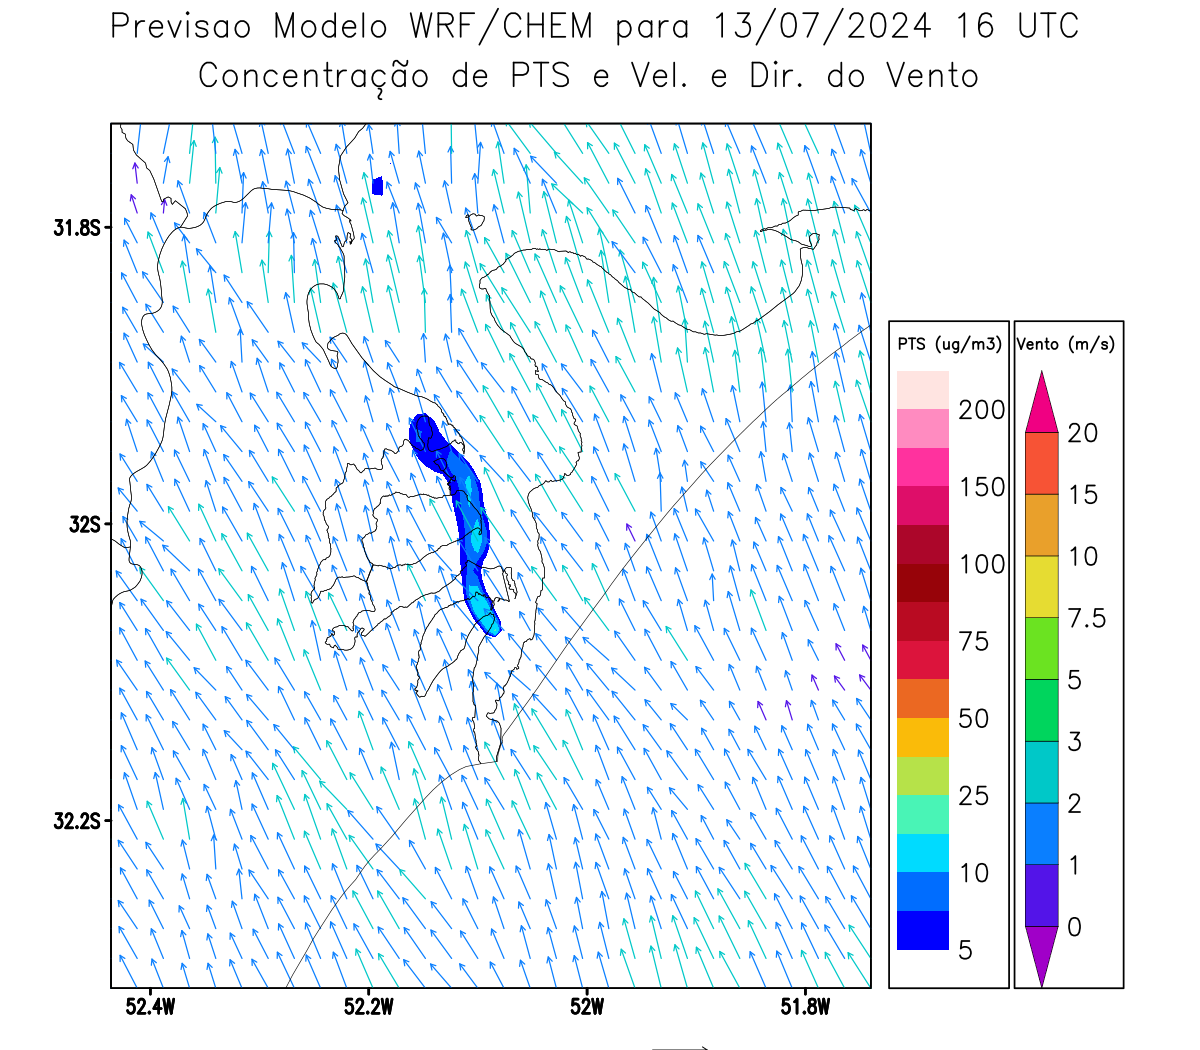 Previsao Modelo WRF/CHEM para 13/07/2024 16 UTC
Concentração de PTS e Vel. e Dir. do Vento
31.8S
32S
32.2S
52.4W 52.2W 52W 51.8W
PTS (ug/m3)
200
150
100
75
50
25
10
5
Vento (m/s)
20
15
10
7.5
5
3
2
1
0